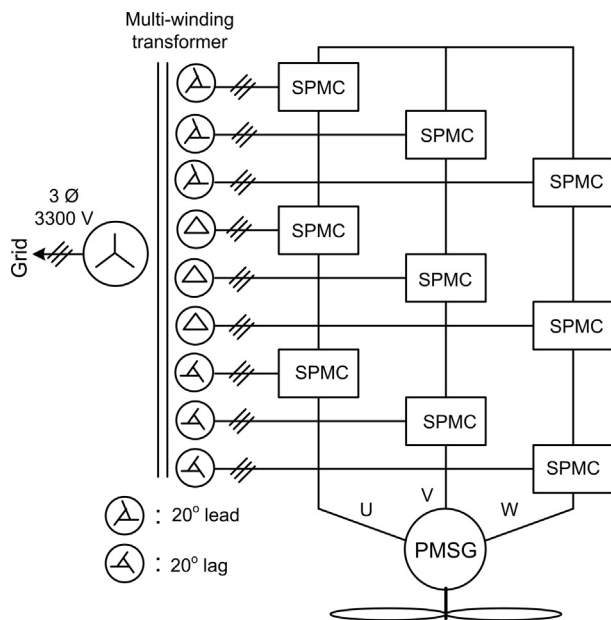 Multi-winding
transformer
SPMC
SPMC
SPMC
3 Ø
3300 V
Grid
SPMC
SPMC
SPMC
SPMC
SPMC
SPMC
U
V
W
: 20° lead
: 20° lag
PMSG